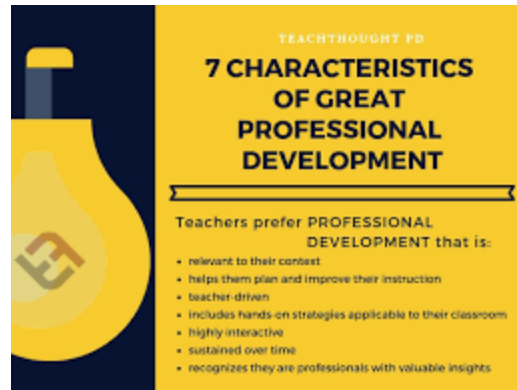 TEACHTHOUGHT PD
7 CHARACTERISTICS
OF GREAT
PROFESSIONAL
DEVELOPMENT
Teachers prefer PROFESSIONAL
DEVELOPMENT that is:
• relevant to their context
• helps them plan and improve their instruction
• teacher-driven
• includes hands-on strategies applicable to their classroom
• highly interactive
• sustained over time
• recognizes they are professionals with valuable insights